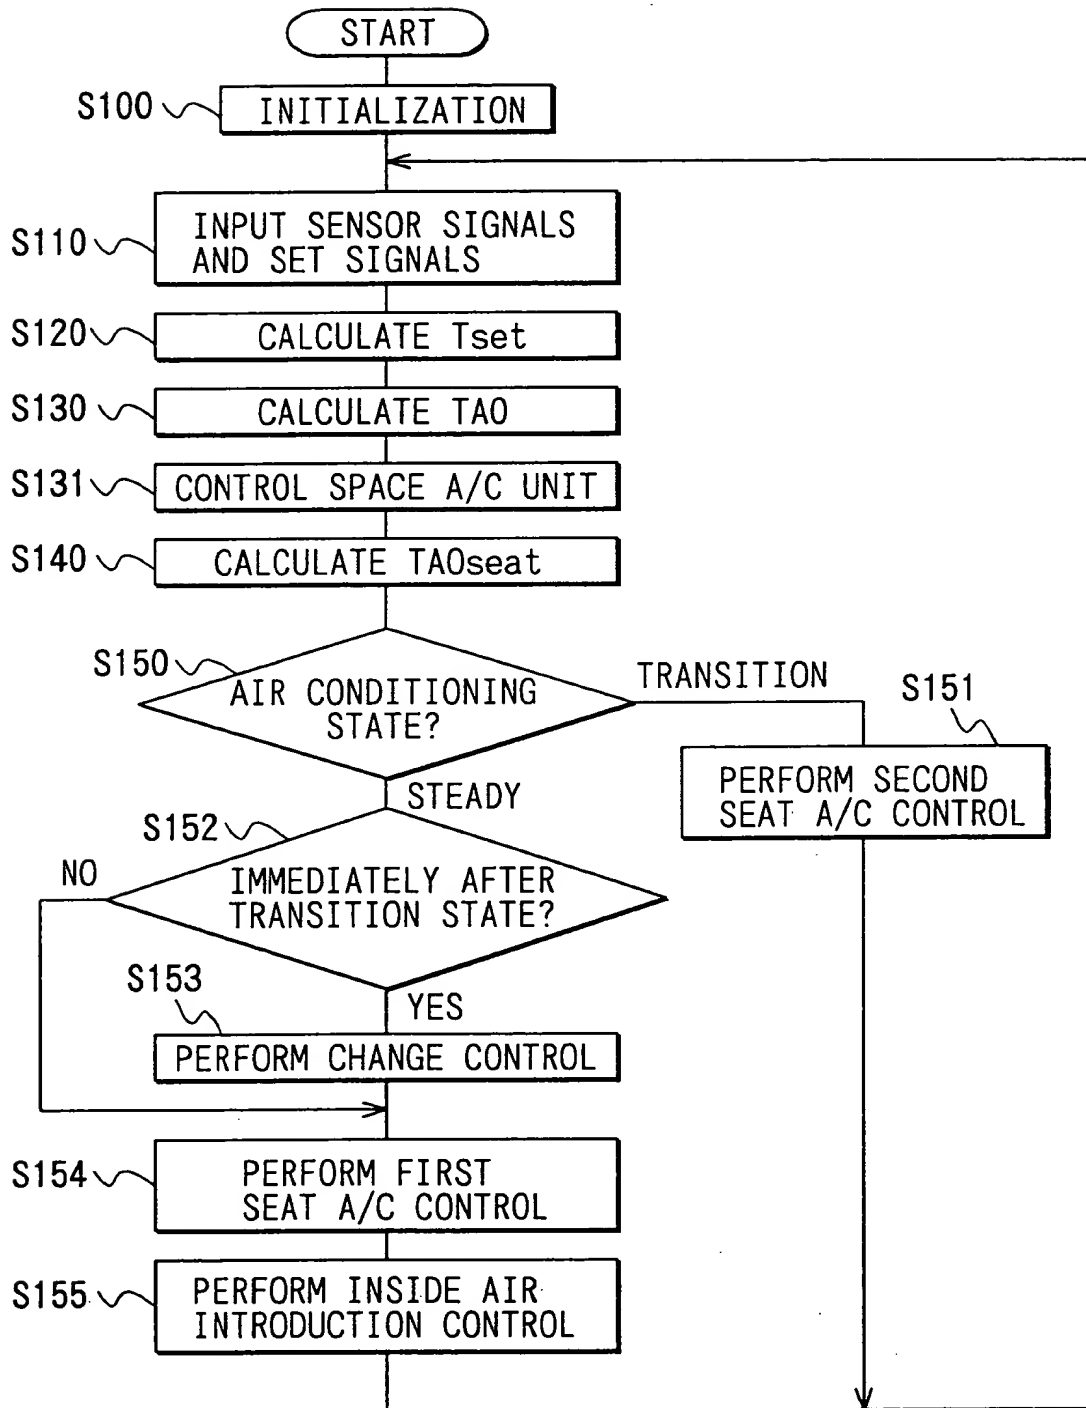 START
S100
INITIALIZATION
S110
INPUT SENSOR SIGNALS
AND SET SIGNALS
S120
CALCULATE Tset
S130
CALCULATE TAO
S131
CONTROL SPACE A/C UNIT
S140
CALCULATE TAOseat
S150
AIR CONDITIONING
STATE?
TRANSITION
S151
PERFORM SECOND
SEAT A/C CONTROL
STEADY
S152
IMMEDIATELY AFTER
TRANSITION STATE?
NO
YES
S153
PERFORM CHANGE CONTROL
S154
PERFORM FIRST
SEAT A/C CONTROL
S155
PERFORM INSIDE AIR
INTRODUCTION CONTROL